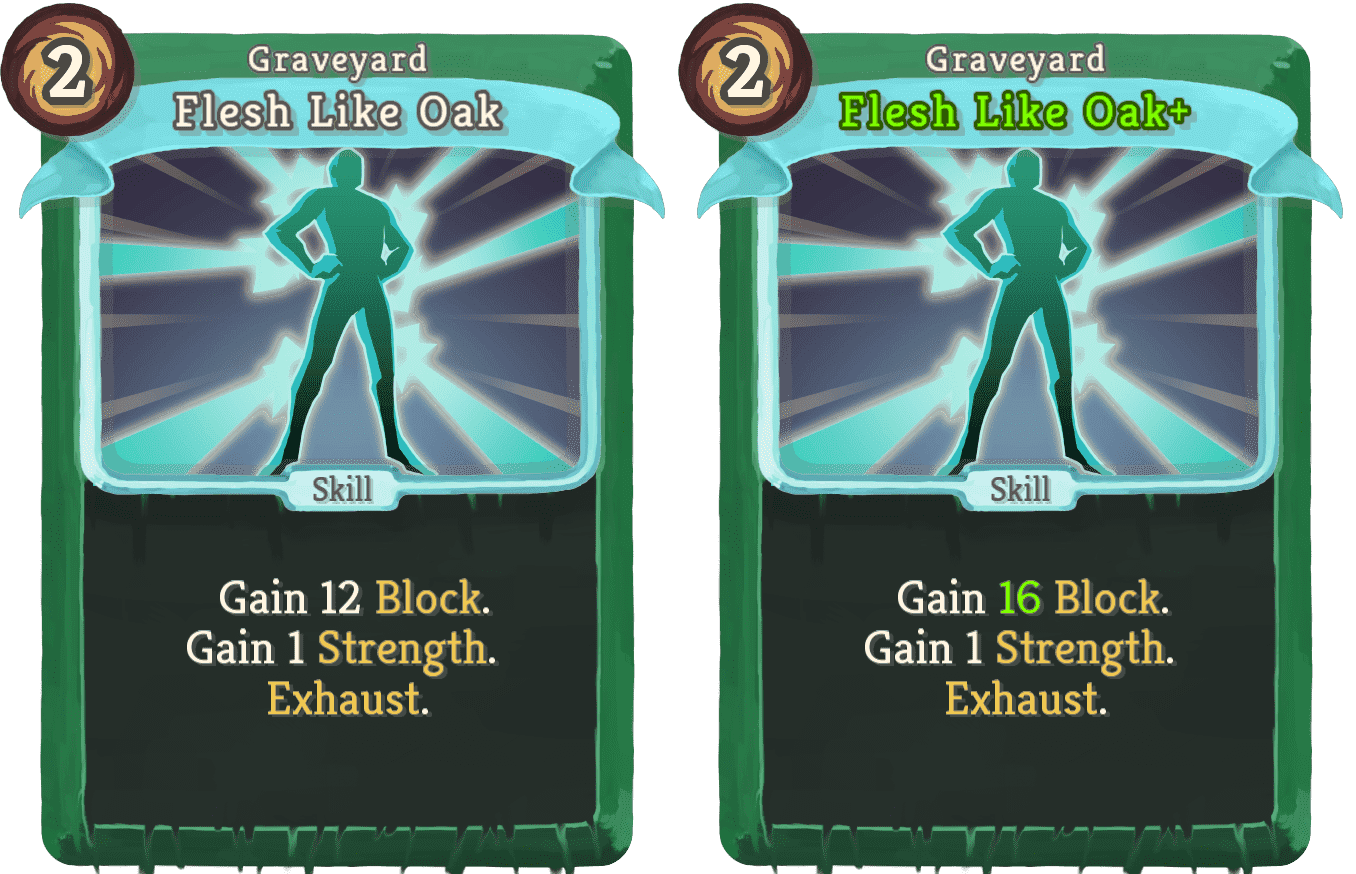 2
Graveyard
Flesh Like Oak
Skill
Gain 12 Block.
Gain 1 Strength.
Exhaust.
2
Graveyard
Flesh Like Oak+
Skill
Gain 16 Block.
Gain 1 Strength.
Exhaust.